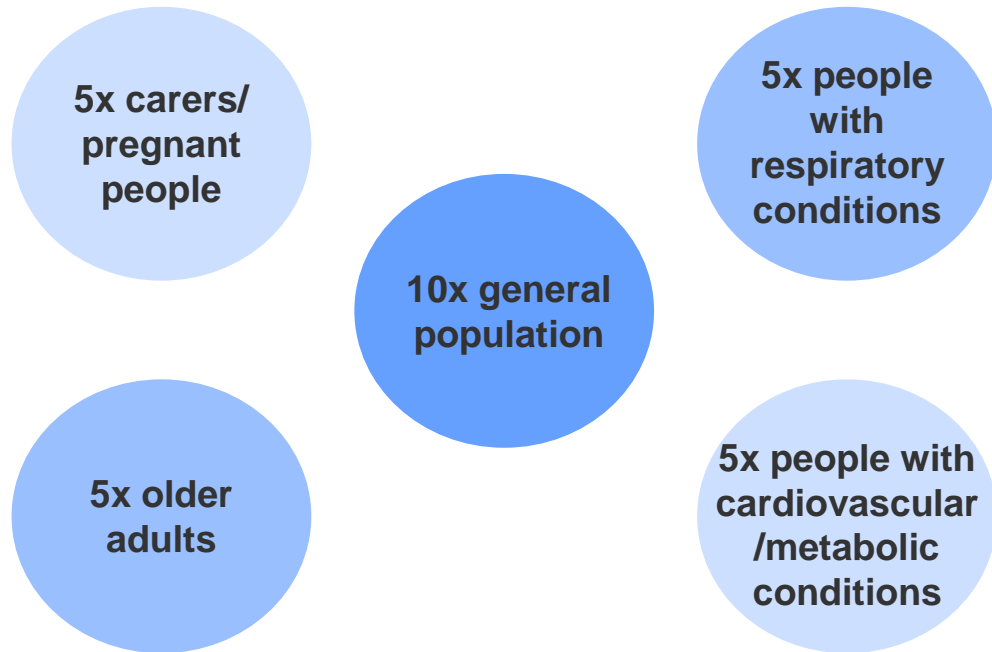 5x carers/
pregnant
people
5x people
with
respiratory
conditions
10x general
population
5x older
adults
5x people with
cardiovascular
/metabolic
conditions